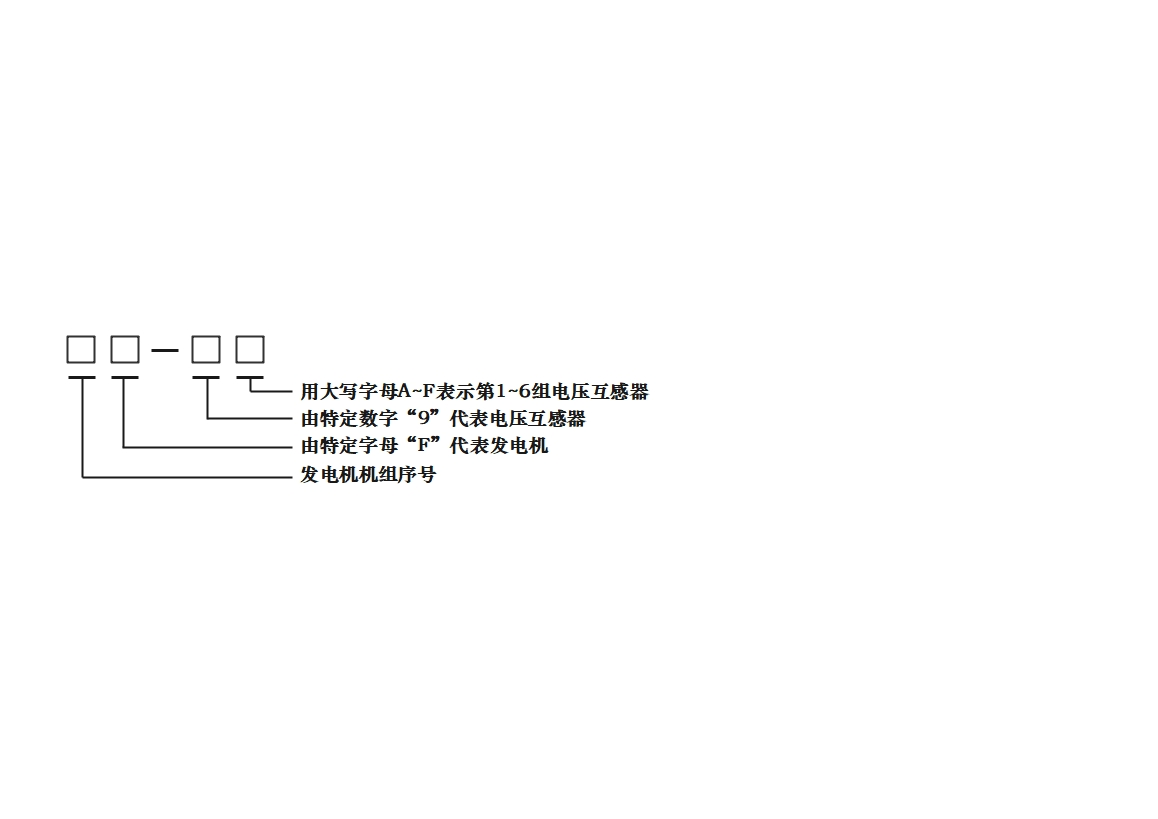 □□—□□
用大写字母A~F表示第1~6组电压互感器
由特定数字“9”代表电压互感器
由特定字母“F”代表发电机
发电机机组序号